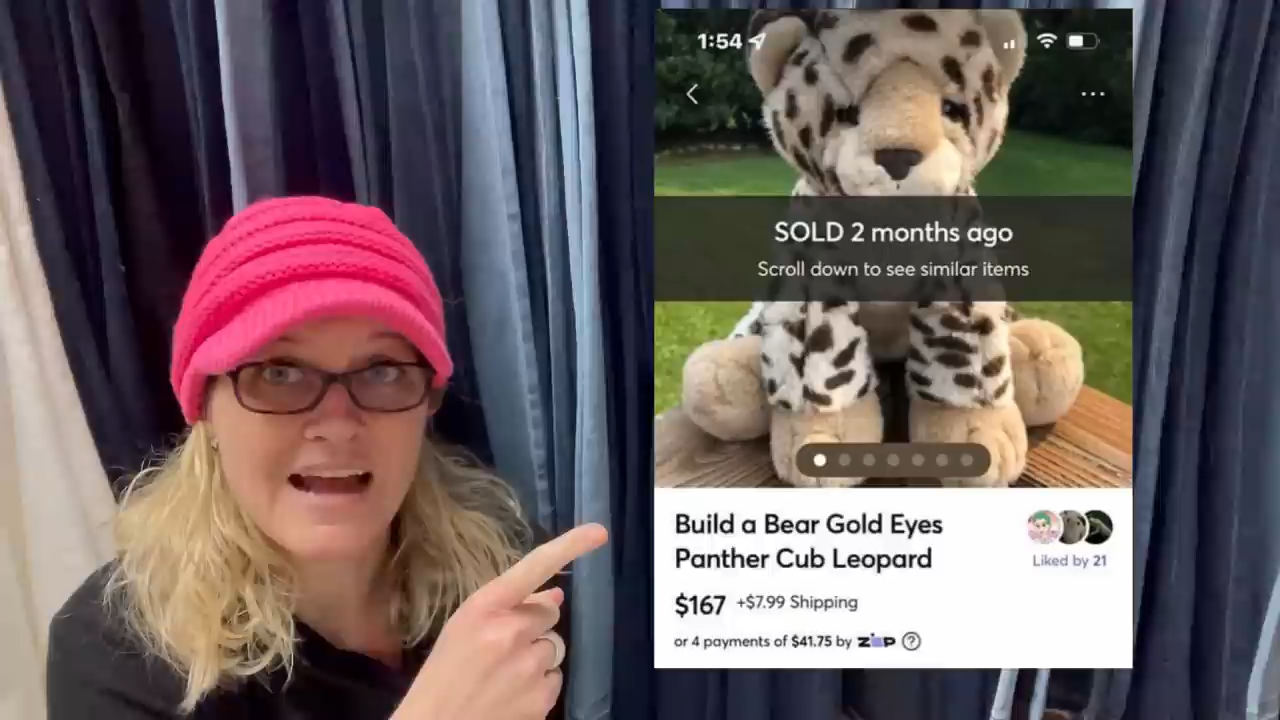 1:54
SOLD 2 months ago
Scroll down to see similar items
Build a Bear Gold Eyes
Panther Cub Leopard
Liked by 21
$167 +$7.99 Shipping
or 4 payments of $41.75 by ZIP